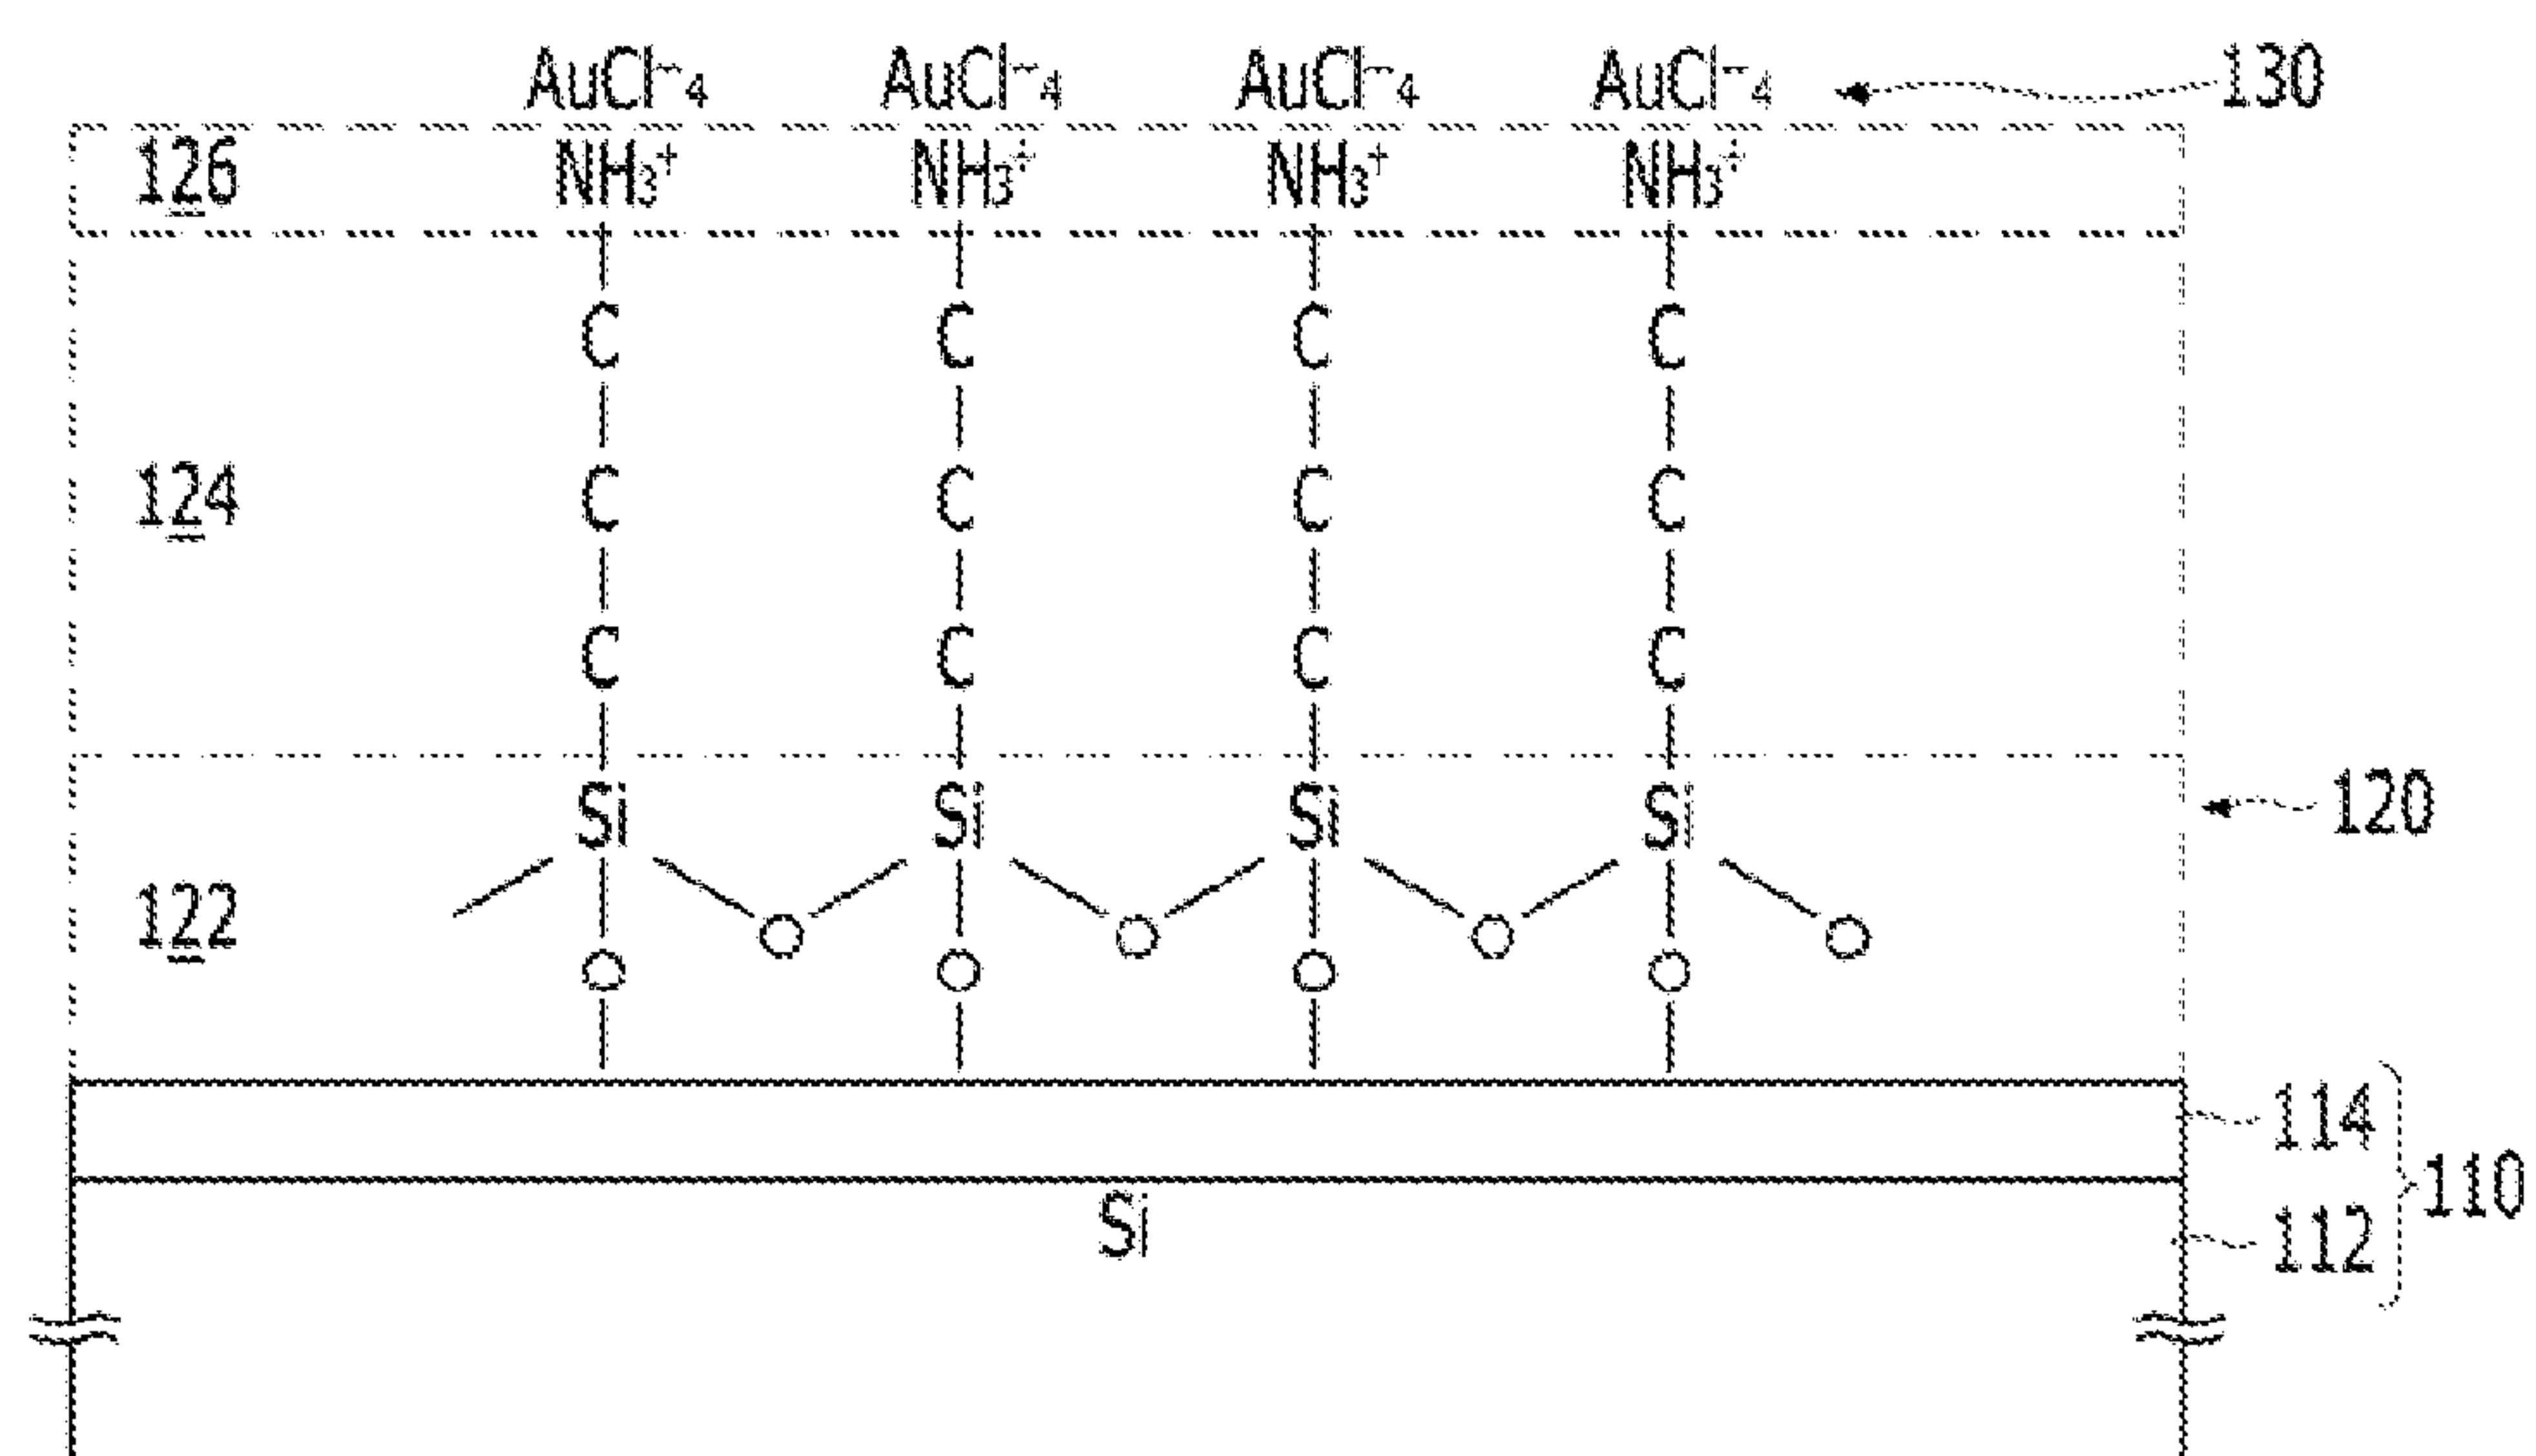 AuCl⁻₄ AuCl⁻₄ AuCl⁻₄ AuCl⁻₄ 130
126 NH₃⁺ NH₃⁺ NH₃⁺ NH₃⁺
C C C C
124 C C C C
C C C C
Si Si Si Si 120
122 O O O O
O O O O
114
110
Si 112